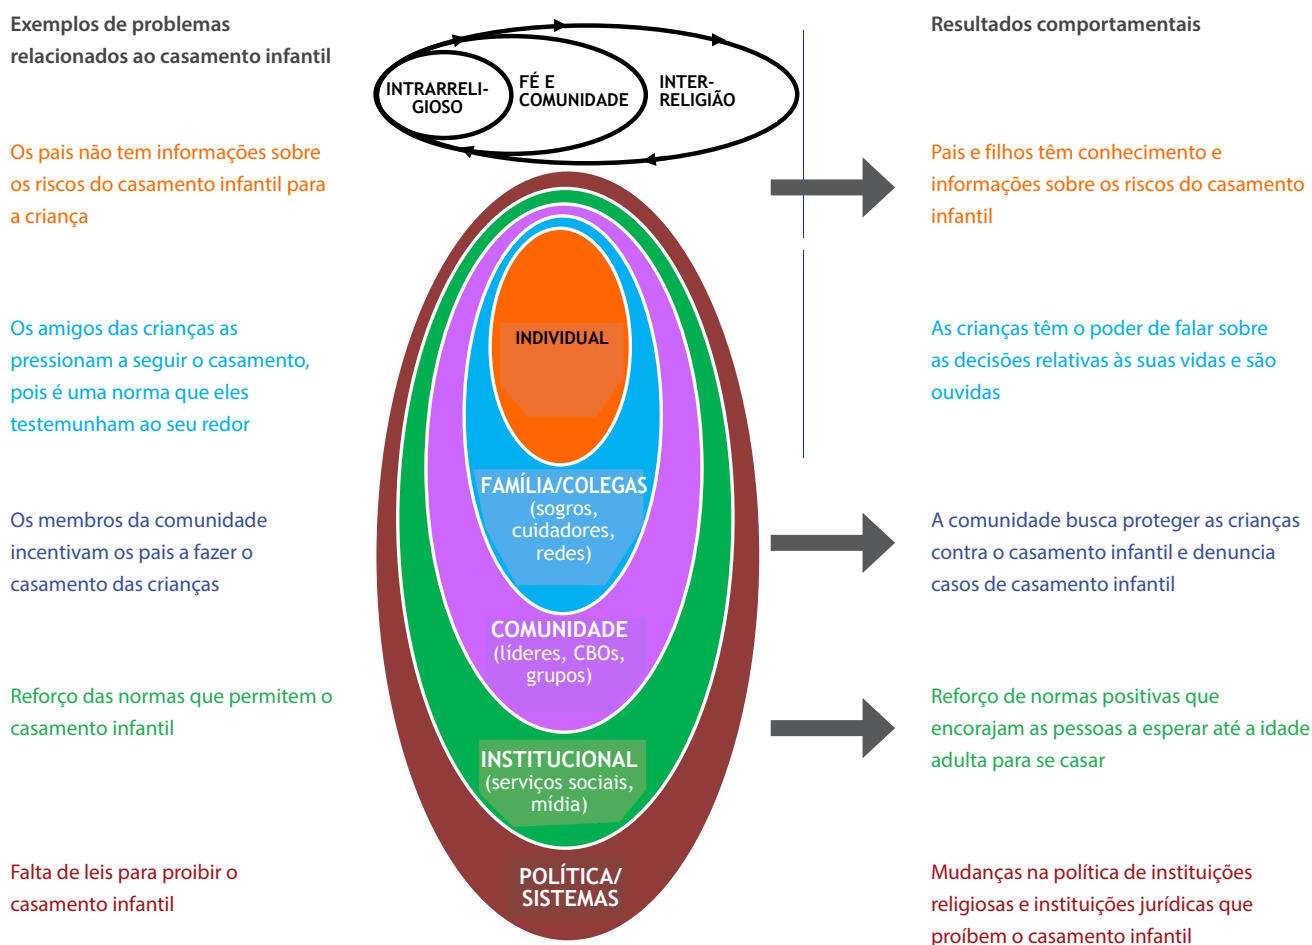 Exemplos de problemas
relacionados ao casamento infantil
Resultados comportamentais
INTRARRELI-
GIOSO
FÉ E
COMUNIDADE
INTER-
RELIGIÃO
Os pais não tem informações sobre
os riscos do casamento infantil para
a criança
Pais e filhos têm conhecimento e
informações sobre os riscos do casamento
infantil
INDIVIDUAL
Os amigos das crianças as
pressionam a seguir o casamento,
pois é uma norma que eles
testemunham ao seu redor
As crianças têm o poder de falar sobre
as decisões relativas às suas vidas e são
ouvidas
FAMÍLIA/COLEGAS
(sogros,
cuidadores,
redes)
Os membros da comunidade
incentivam os pais a fazer o
casamento das crianças
A comunidade busca proteger as crianças
contra o casamento infantil e denuncia
casos de casamento infantil
COMUNIDADE
(líderes, CBOs,
grupos)
Reforço das normas que permitem o
casamento infantil
Reforço de normas positivas que
encorajam as pessoas a esperar até a idade
adulta para se casar
INSTITUCIONAL
(serviços sociais,
mídia)
Falta de leis para proibir o
casamento infantil
POLÍTICA/
SISTEMAS
Mudanças na política de instituições
religiosas e instituições jurídicas que
proíbem o casamento infantil